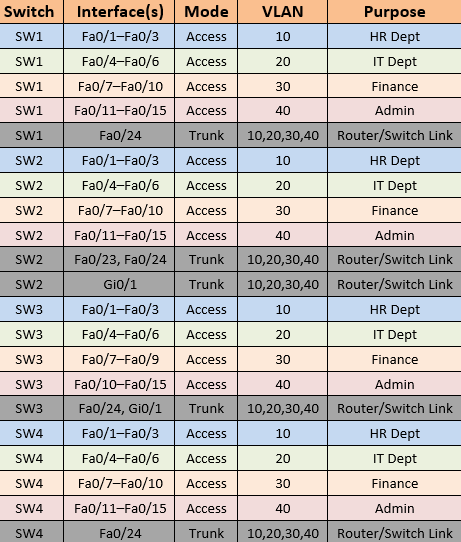 Switch Interface(s) Mode VLAN Purpose
SW1 Fa0/1–Fa0/3 Access 10 HR Dept
SW1 Fa0/4–Fa0/6 Access 20 IT Dept
SW1 Fa0/7–Fa0/10 Access 30 Finance
SW1 Fa0/11–Fa0/15 Access 40 Admin
SW1 Fa0/24 Trunk 10,20,30,40 Router/Switch Link
SW2 Fa0/1–Fa0/3 Access 10 HR Dept
SW2 Fa0/4–Fa0/6 Access 20 IT Dept
SW2 Fa0/7–Fa0/10 Access 30 Finance
SW2 Fa0/11–Fa0/15 Access 40 Admin
SW2 Fa0/23, Fa0/24 Trunk 10,20,30,40 Router/Switch Link
SW2 Gi0/1 Trunk 10,20,30,40 Router/Switch Link
SW3 Fa0/1–Fa0/3 Access 10 HR Dept
SW3 Fa0/4–Fa0/6 Access 20 IT Dept
SW3 Fa0/7–Fa0/9 Access 30 Finance
SW3 Fa0/10–Fa0/15 Access 40 Admin
SW3 Fa0/24, Gi0/1 Trunk 10,20,30,40 Router/Switch Link
SW4 Fa0/1–Fa0/3 Access 10 HR Dept
SW4 Fa0/4–Fa0/6 Access 20 IT Dept
SW4 Fa0/7–Fa0/10 Access 30 Finance
SW4 Fa0/11–Fa0/15 Access 40 Admin
SW4 Fa0/24 Trunk 10,20,30,40 Router/Switch Link